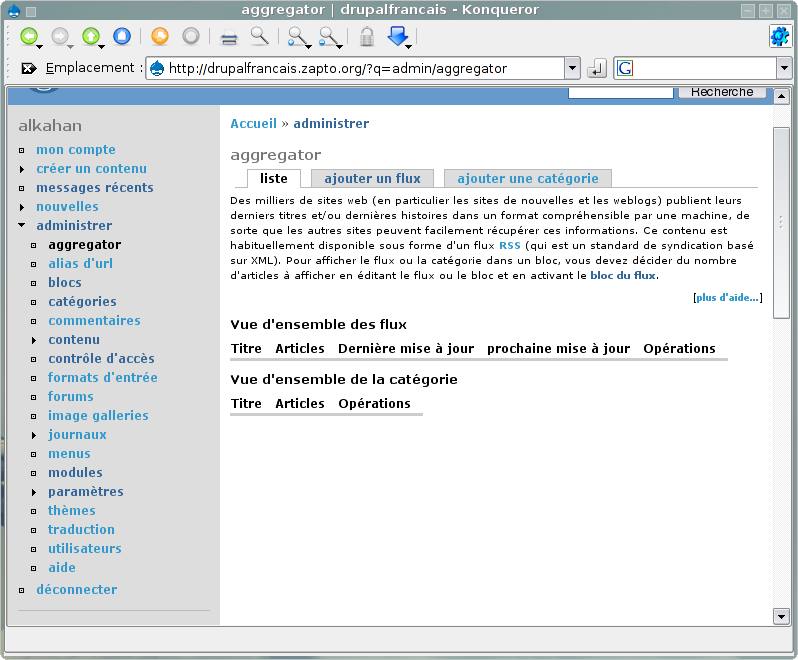 aggregator | drupalfrancais - Konqueror
Emplacement : http://drupalfrancais.zapto.org/?q=admin/aggregator
Recherche
alkahan
mon compte
créer un contenu
messages récents
nouvelles
administrer
aggregator
alias d'url
blocs
catégories
commentaires
contenu
contrôle d'accès
formats d'entrée
forums
image galleries
journaux
menus
modules
paramètres
thèmes
traduction
utilisateurs
aide
déconnecter
Accueil » administrer
aggregator
liste ajouter un flux ajouter une catégorie
Des milliers de sites web (en particulier les sites de nouvelles et les weblogs) publient leurs
derniers titres et/ou dernières histoires dans un format compréhensible par une machine, de
sorte que les autres sites peuvent facilement récupérer ces informations. Ce contenu est
habituellement disponible sous forme d'un flux RSS (qui est un standard de syndication basé
sur XML). Pour afficher le flux ou la catégorie dans un bloc, vous devez décider du nombre
d'articles à afficher en éditant le flux ou le bloc et en activant le bloc du flux.
[plus d'aide...]
Vue d'ensemble des flux
Titre Articles Dernière mise à jour prochaine mise à jour Opérations
Vue d'ensemble de la catégorie
Titre Articles Opérations